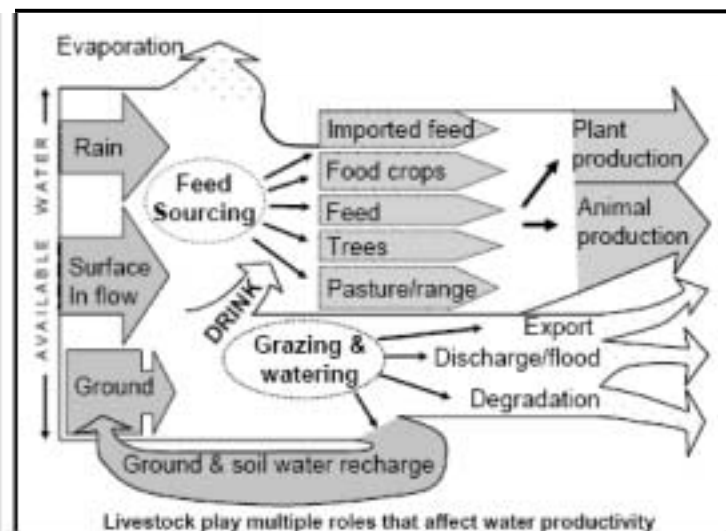 Evaporation
AVAILABLE WATER
Rain
Surface
In flow
Ground
Feed
Sourcing
DRINK
Imported feed
Food crops
Feed
Trees
Pasture/range
Plant
production
Animal
production
Grazing &
watering
Export
Discharge/flood
Degradation
Ground & soil water recharge
Livestock play multiple roles that affect water productivity